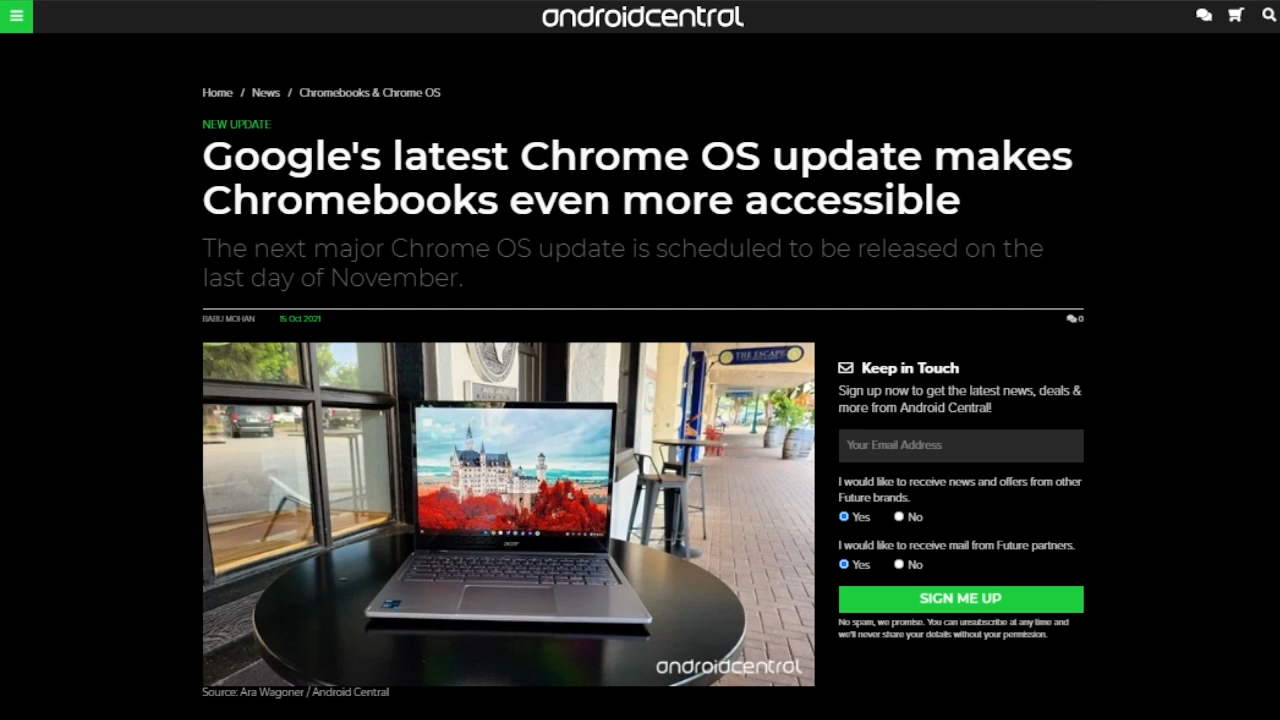 androidcentral
Home / News / Chromebooks & Chrome OS
NEW UPDATE
Google's latest Chrome OS update makes
Chromebooks even more accessible
The next major Chrome OS update is scheduled to be released on the
last day of November.
BABU MOHAN 15 Oct 2021 0
THE ESCAPE
acer
androidcentral
Source: Ara Wagoner / Android Central
Keep in Touch
Sign up now to get the latest news, deals &
more from Android Central!
Your Email Address
I would like to receive news and offers from other
Future brands.
Yes No
I would like to receive mail from Future partners.
Yes No
SIGN ME UP
No spam, we promise. You can unsubscribe at any time and
we'll never share your details without your permission.